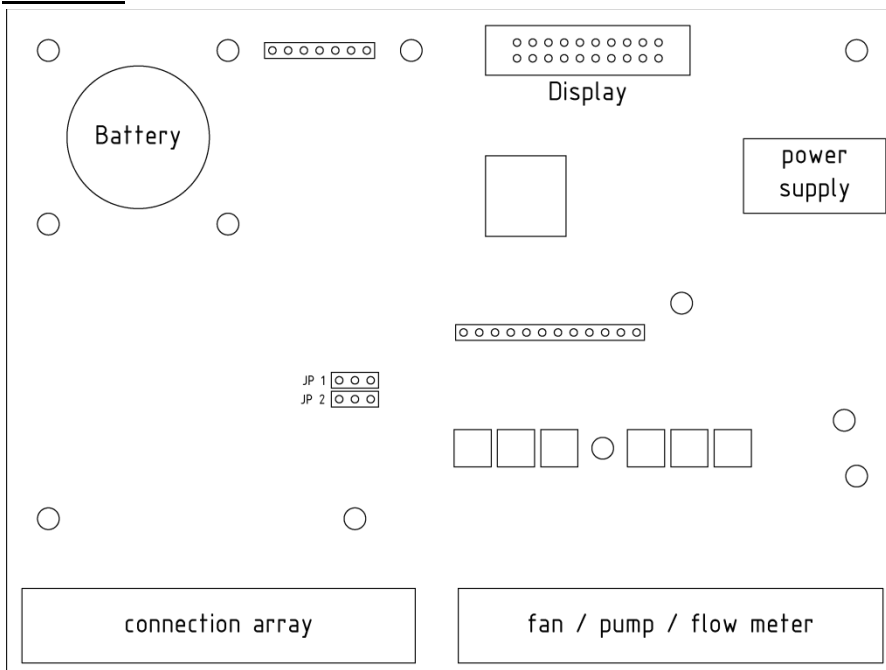 Display
Battery
power
supply
JP 1
JP 2
connection array
fan / pump / flow meter